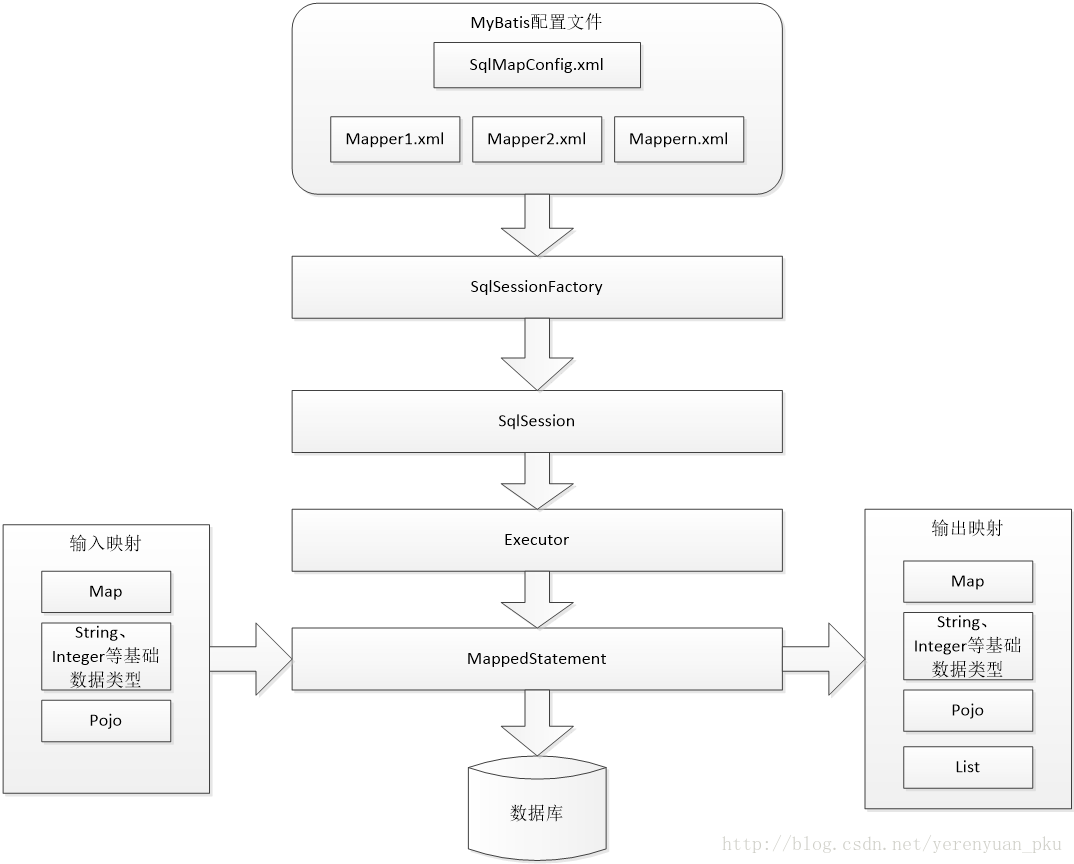 MyBatis配置文件
SqlMapConfig.xml
Mapper1.xml
Mapper2.xml
Mappern.xml
SqlSessionFactory
SqlSession
Executor
输入映射
Map
String、
Integer等基础
数据类型
Pojo
MappedStatement
输出映射
Map
String、
Integer等基础
数据类型
Pojo
List
数据库
http://blog.csdn.net/yerenyuan_pku